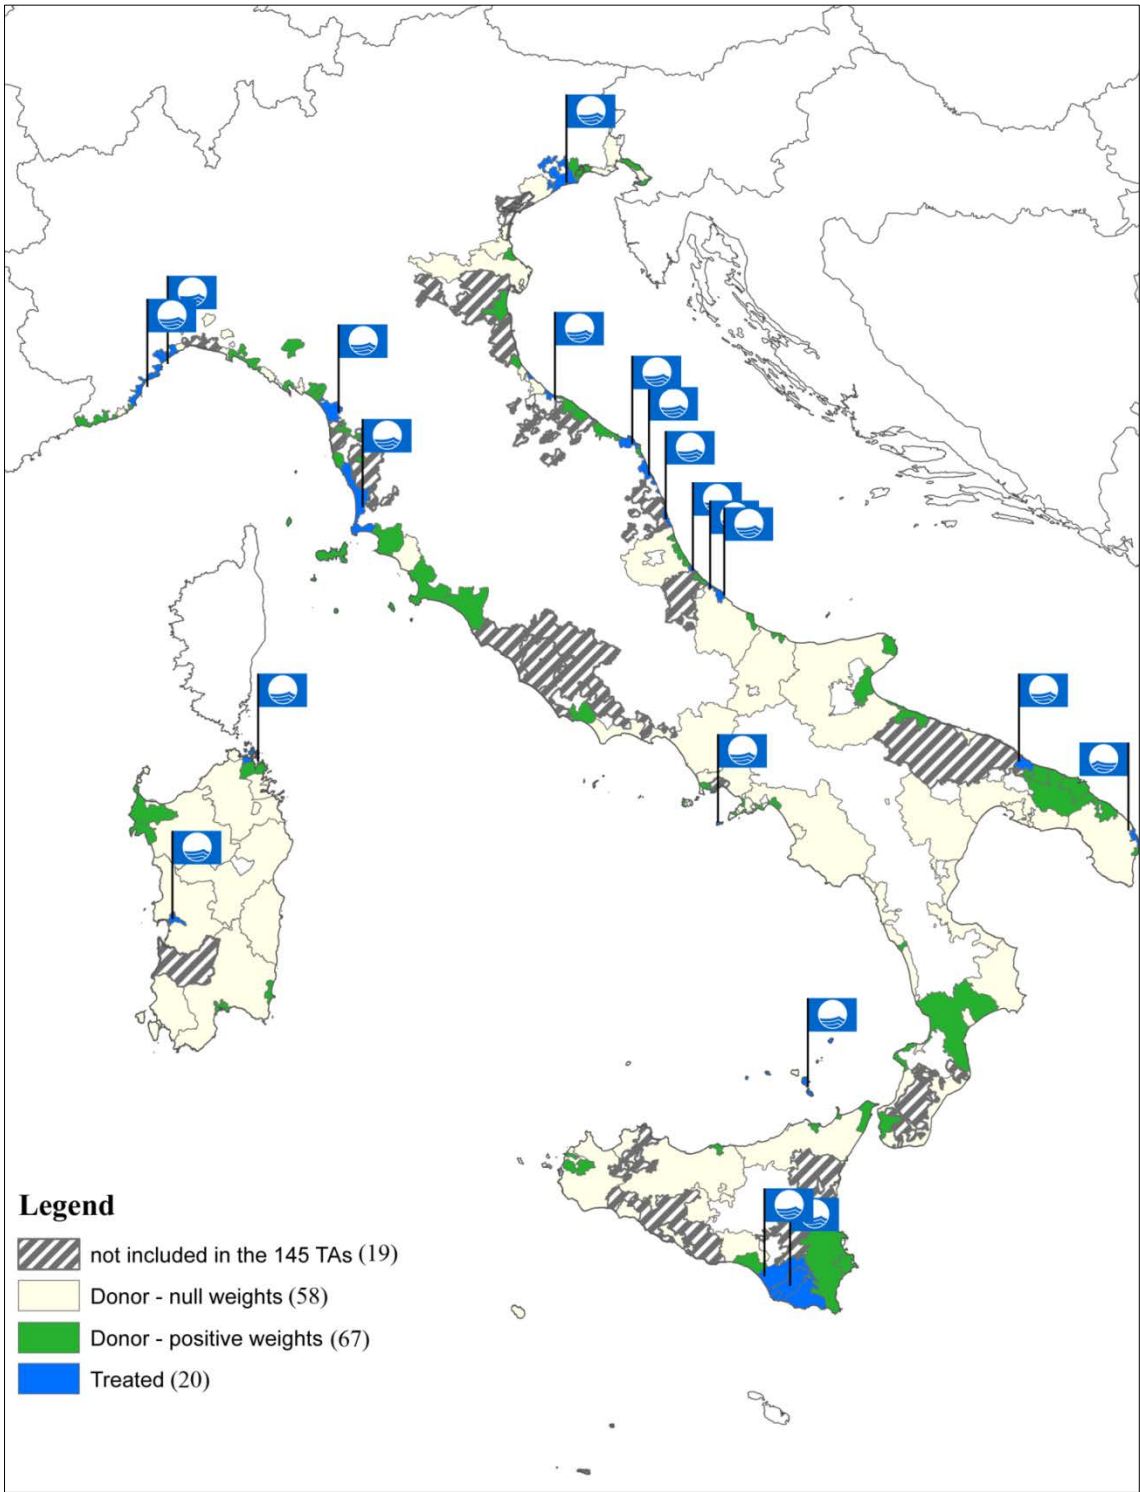 Legend
not included in the 145 TAs (19)
Donor - null weights (58)
Donor - positive weights (67)
Treated (20)